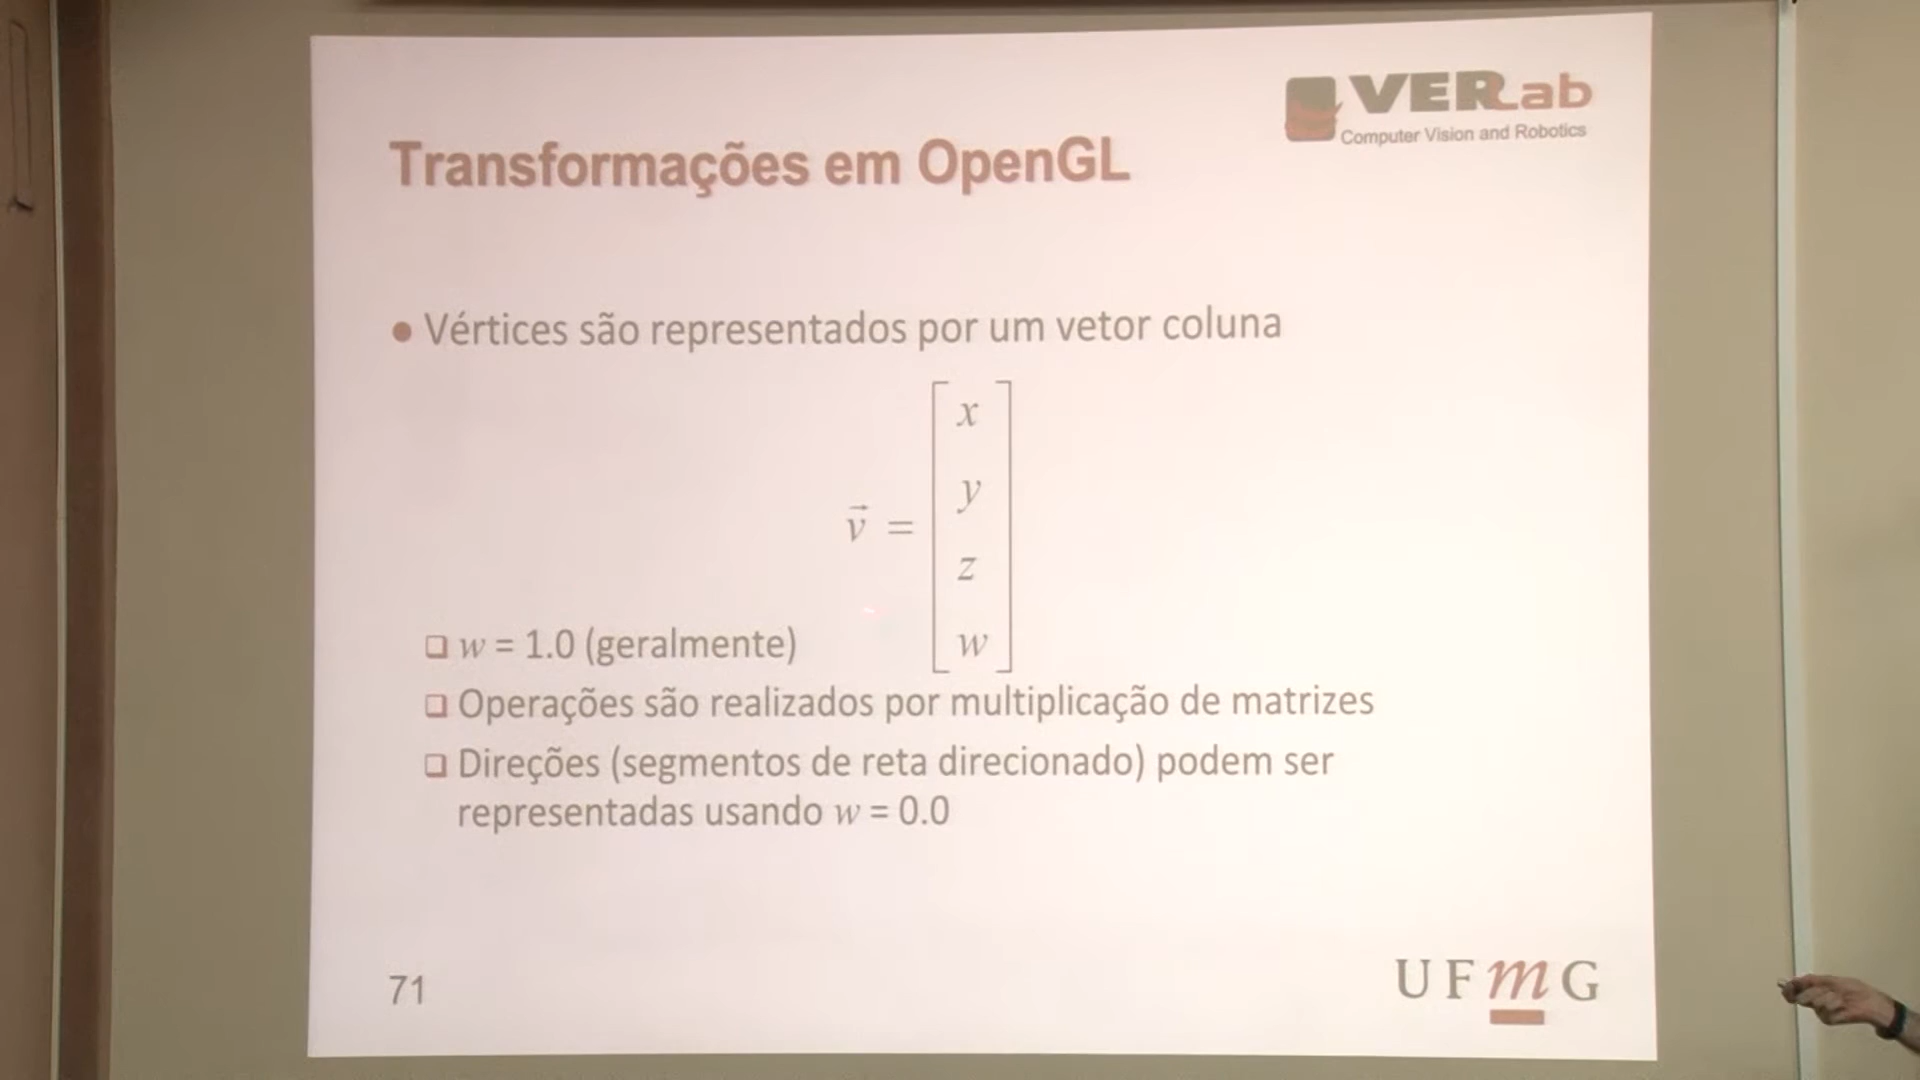 VERLab
Computer Vision and Robotics
Transformações em OpenGL
● Vértices são representados por um vetor coluna
x
y
v⃗ =
z
w
❑ w = 1.0 (geralmente)
❑ Operações são realizados por multiplicação de matrizes
❑ Direções (segmentos de reta direcionado) podem ser
representadas usando w = 0.0
71
UFmG